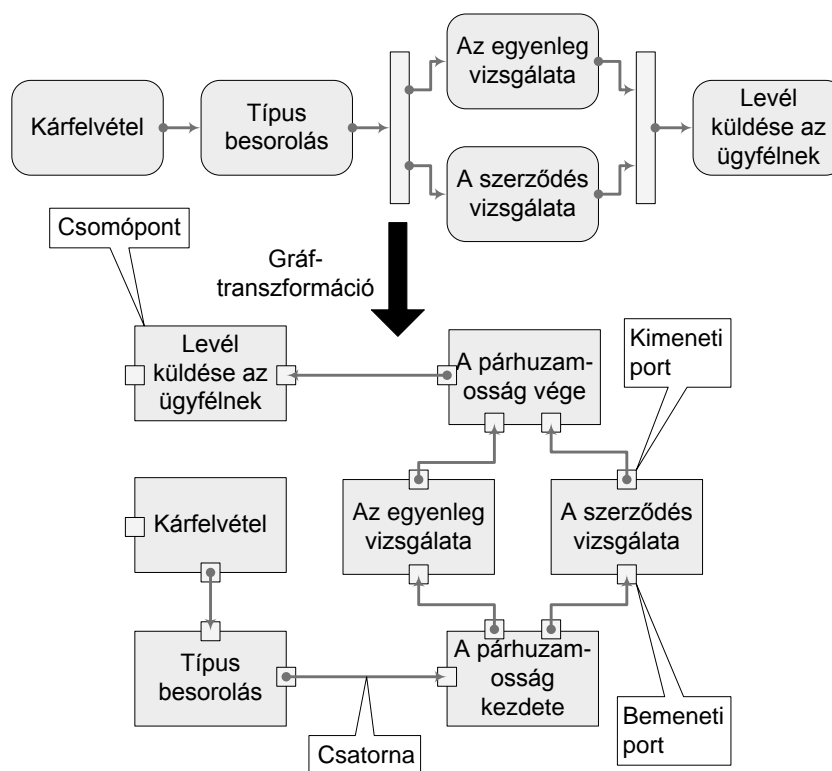 Kárfelvétel
Típus
besorolás
Az egyenleg
vizsgálata
A szerződés
vizsgálata
Levél
küldése az
ügyfélnek
Csomópont
Gráf-
transzformáció
Levél
küldése az
ügyfélnek
A párhuzam-
osság vége
Kimeneti
port
Kárfelvétel
Az egyenleg
vizsgálata
A szerződés
vizsgálata
Típus
besorolás
A párhuzam-
osság
kezdete
Bemeneti
port
Csatorna